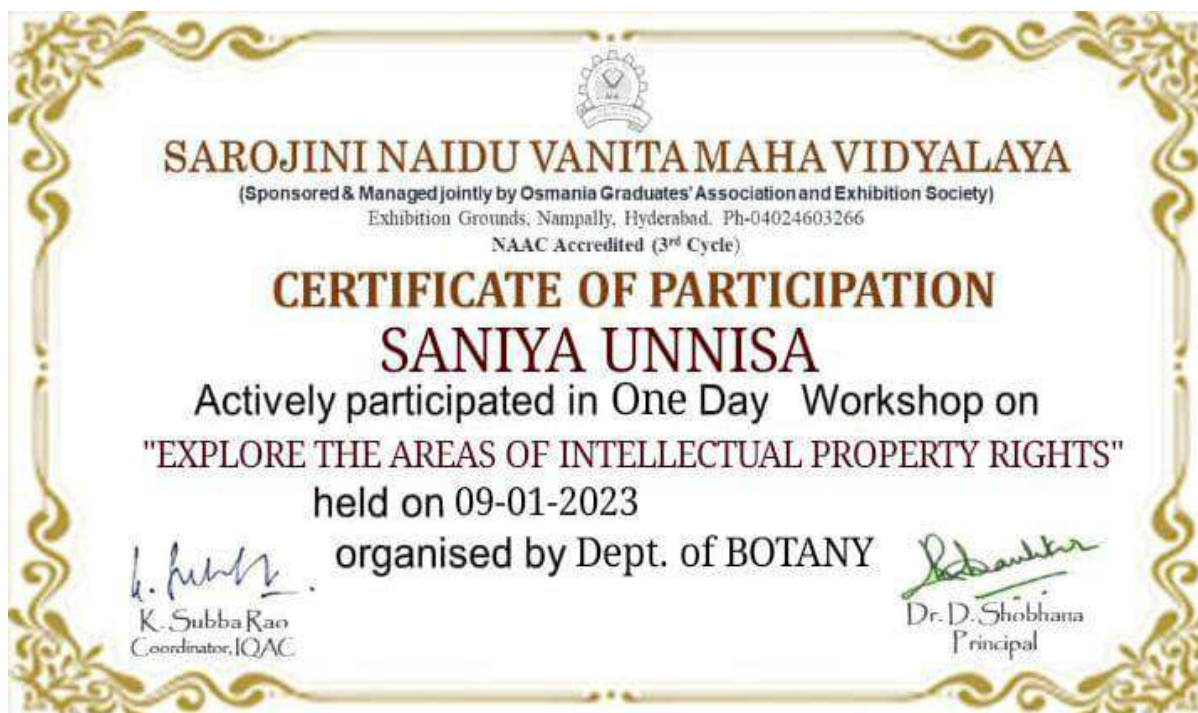 SAROJINI NAIDU VANITA MAHA VIDYALAYA
(Sponsored & Managed jointly by Osmania Graduates' Association and Exhibition Society)
Exhibition Grounds, Nampally, Hyderabad. Ph-04024603266
NAAC Accredited (3rd Cycle)
CERTIFICATE OF PARTICIPATION
SANIYA UNNISA
Actively participated in One Day Workshop on
"EXPLORE THE AREAS OF INTELLECTUAL PROPERTY RIGHTS"
held on 09-01-2023
organised by Dept. of BOTANY
K. Subba Rao
Coordinator, IQAC
Dr. D. Shobhana
Principal